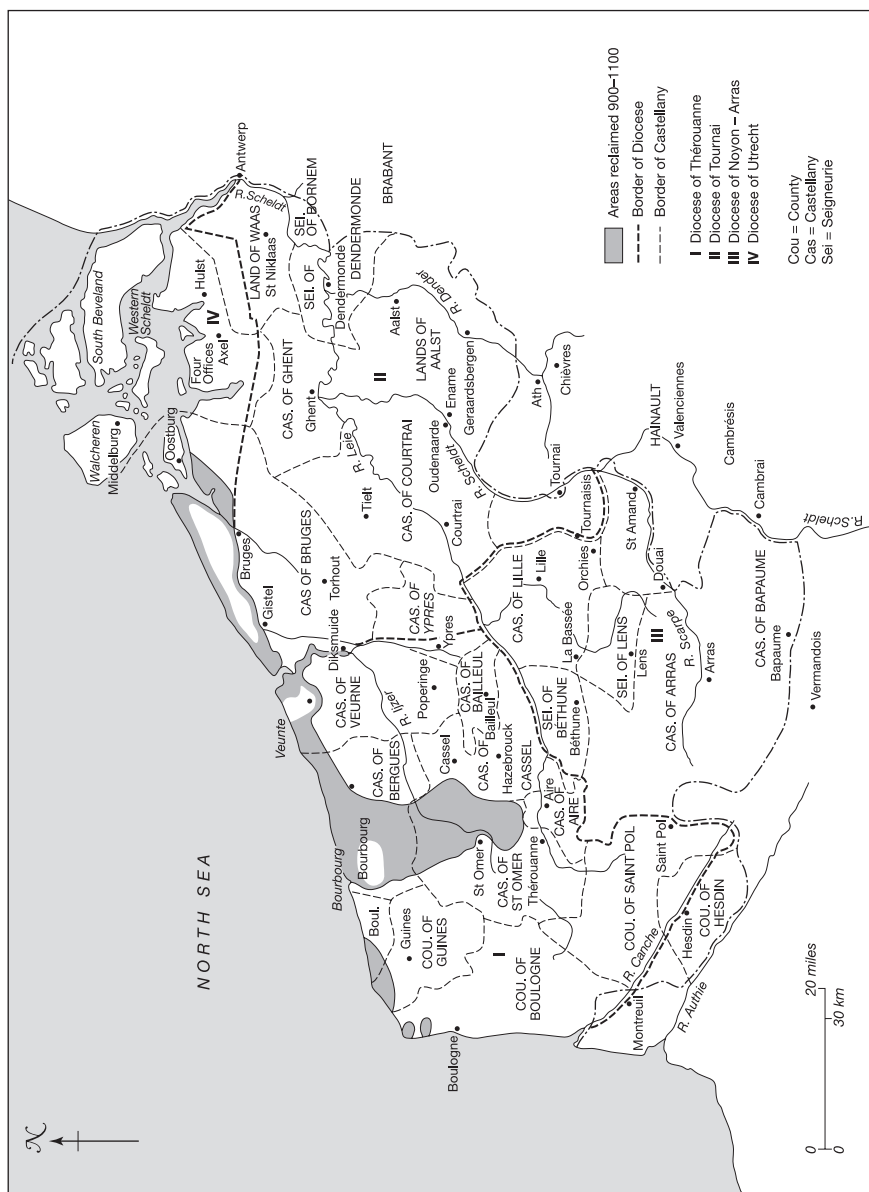 N
NORTH SEA
Boulogne
Boul.
Guines
COU. OF
GUINES
I
COU. OF
BOULOGNE
Montreuil
R. Canche
R. Authie
Hesdin
COU. OF
HESDIN
COU. OF SAINT POL
Saint Pol
Bourbourg
Bourbourg
St Omer
CAS. OF
ST OMER
Thérouanne
Aire
CAS. OF
AIRE
CAS. OF
BERGUES
Veunte
CAS. OF
VEURNE
R. Ijzer
Cassel
CAS. OF
Hazebrouck
CASSEL
Poperinge
CAS. OF
BAILLEUL
Bailleul
Diksmuide
Ypres
CAS. OF
YPRES
Gistel
Torhout
CAS OF BRUGES
Bruges
Tielt
R. Leie
CAS. OF COURTRAI
Courtrai
SEI. OF
BÉTHUNE
Béthune
La Bassée
CAS. OF LILLE
Lille
SEI. OF LENS
Lens
III
Orchies
Tournaisis
Tournai
St Amand
Douai
R. Scarpe
Arras
CAS. OF ARRAS
CAS. OF BAPAUME
Bapaume
Vermandois
Cambrai
R. Scheldt
Cambrésis
HAINAULT
Valenciennes
Walcheren
Middelburg
Oostburg
South Beveland
Western
Scheldt
Four
Offices
Axel
IV
Hulst
LAND OF WAAS
St Niklaas
Antwerp
R. Scheldt
SEI.
OF BORNEM
SEI. OF
DENDERMONDE
Dendermonde
BRABANT
CAS. OF GHENT
Ghent
II
Aalst
LANDS OF
AALST
R. Dender
Oudenaarde
Ename
Geraardsbergen
R. Scheldt
Ath
Chièvres
Areas reclaimed 900–1100
Border of Diocese
Border of Castellany
I Diocese of Thérouanne
II Diocese of Tournai
III Diocese of Noyon – Arras
IV Diocese of Utrecht
Cou = County
Cas = Castellany
Sei = Seigneurie
0 20 miles
0 30 km